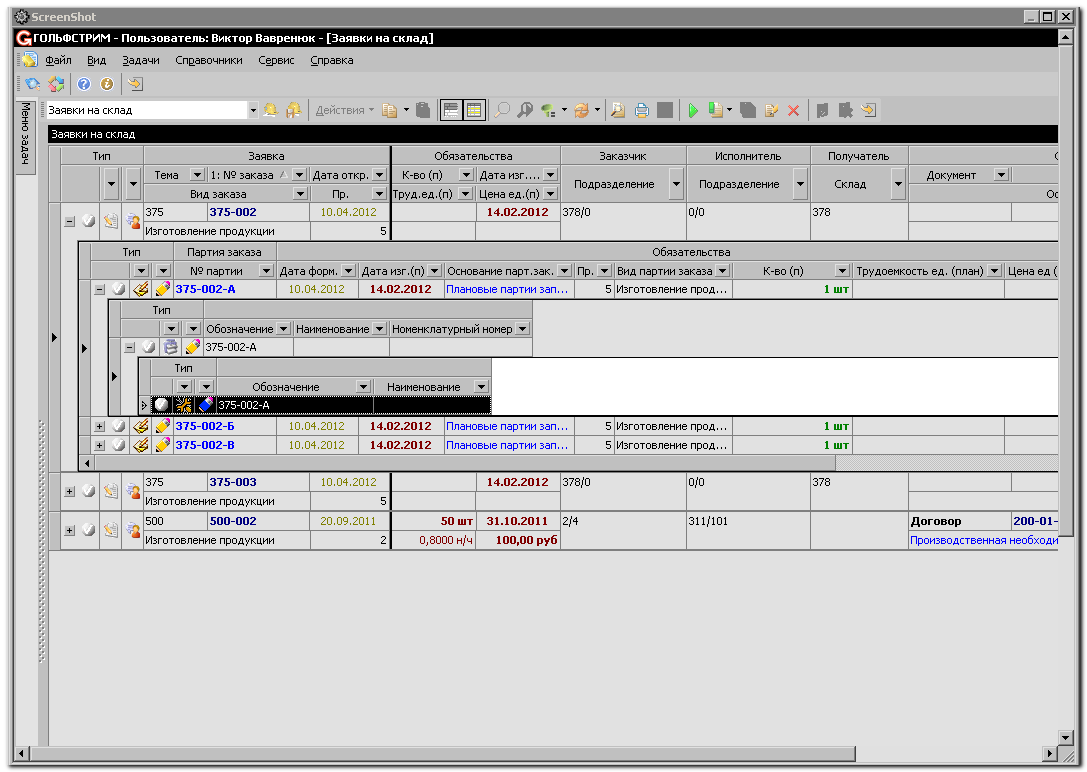 ScreenShot
ГОЛЬФСТРИМ - Пользователь: Виктор Вавренюк - [Заявки на склад]
Файл Вид Задачи Справочники Сервис Справка
Меню задач
Заявки на склад Действия
Заявки на склад
Тип Заявка Обязательства Заказчик Исполнитель Получатель
Тема 1: № заказа Дата откр. К-во (п) Дата изг.... Подразделение Подразделение Склад Документ
Вид заказа Пр. Труд.ед.(п) Цена ед.(п) Ос
375 375-002 10.04.2012 14.02.2012 378/0 0/0 378
Изготовление продукции 5
Тип Партия заказа Обязательства
№ партии Дата форм. Дата изг.(п) Основание парт.зак. Пр. Вид партии заказа К-во (п) Трудоемкость ед. (план) Цена ед (
375-002-А 10.04.2012 14.02.2012 Плановые партии зап... 5 Изготовление прод... 1 шт
Тип
Обозначение Наименование Номенклатурный номер
375-002-А
Тип
Обозначение Наименование
375-002-А
375-002-Б 10.04.2012 14.02.2012 Плановые партии зап... 5 Изготовление прод... 1 шт
375-002-В 10.04.2012 14.02.2012 Плановые партии зап... 5 Изготовление прод... 1 шт
375 375-003 10.04.2012 14.02.2012 378/0 0/0 378
Изготовление продукции 5
500 500-002 20.09.2011 50 шт 31.10.2011 2/4 311/101 Договор 200-01-
Изготовление продукции 2 0,8000 н/ч 100,00 руб Производственная необходи